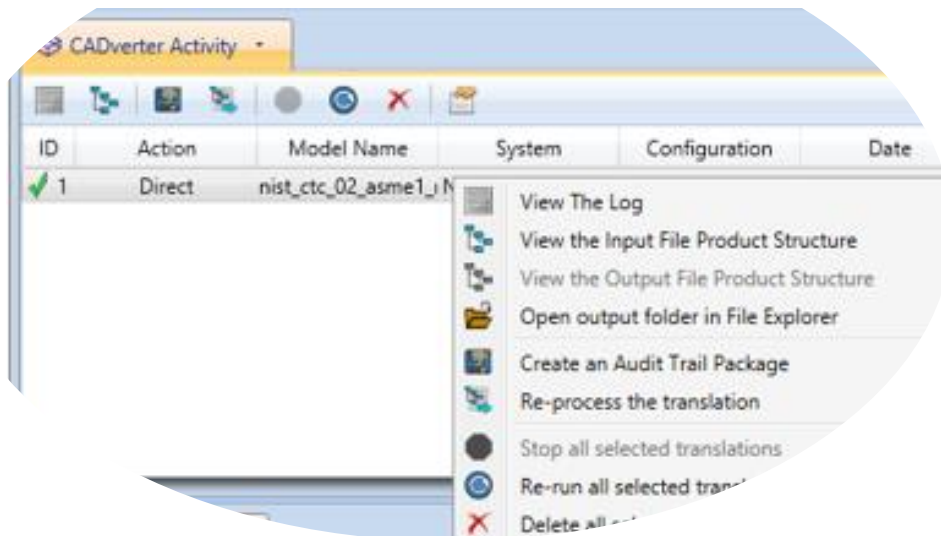 CADverter Activity
ID Action Model Name System Configuration Date
1 Direct nist_ctc_02_asme1_
View The Log
View the Input File Product Structure
View the Output File Product Structure
Open output folder in File Explorer
Create an Audit Trail Package
Re-process the translation
Stop all selected translations
Re-run all selected
Delete all